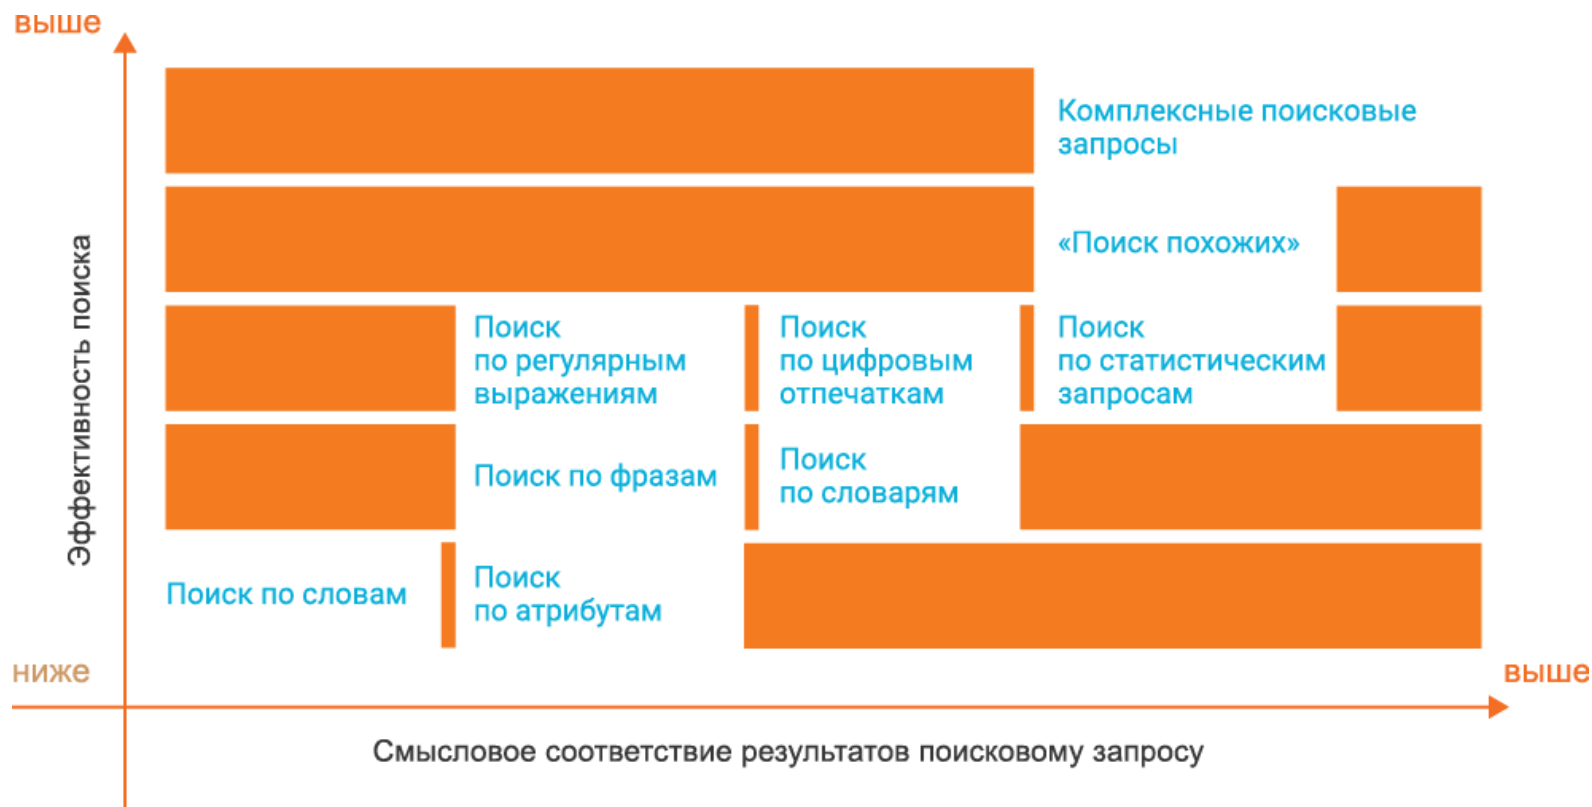 выше
Комплексные поисковые
запросы
«Поиск похожих»
Поиск
по регулярным
выражениям
Поиск
по цифровым
отпечаткам
Поиск
по статистическим
запросам
Поиск по фразам
Поиск
по словарям
Поиск по словам
Поиск
по атрибутам
Эффективность поиска
ниже
выше
Смысловое соответствие результатов поисковому запросу